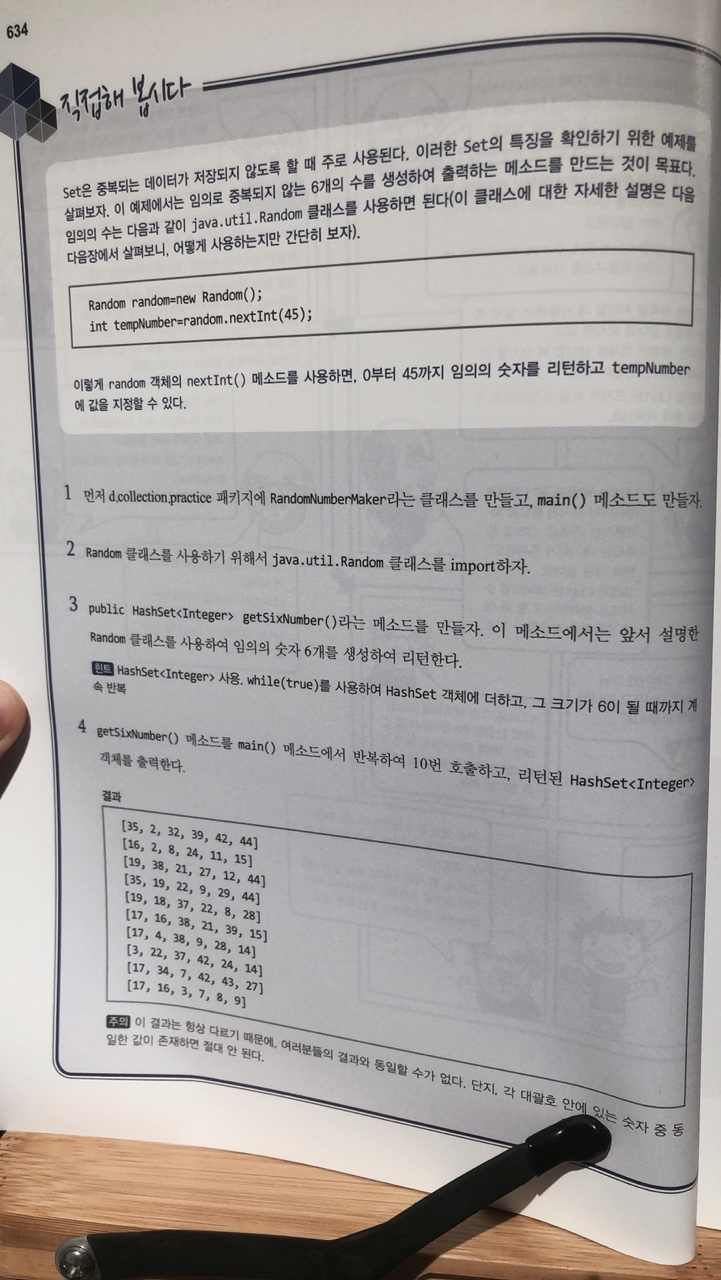 634
직접해 봅시다
Set은 중복되는 데이터가 저장되지 않도록 할 때 주로 사용된다. 이러한 Set의 특징을 확인하기 위한 예제를
살펴보자. 이 예제에서는 임의로 중복되지 않는 6개의 수를 생성하여 출력하는 메소드를 만드는 것이 목표다.
임의의 수는 다음과 같이 java.util.Random 클래스를 사용하면 된다(이 클래스에 대한 자세한 설명은 다음
다음장에서 살펴보니, 어떻게 사용하는지만 간단히 보자).
Random random=new Random();
int tempNumber=random.nextInt(45);
이렇게 random 객체의 nextInt() 메소드를 사용하면, 0부터 45까지 임의의 숫자를 리턴하고 tempNumber
에 값을 지정할 수 있다.
1 먼저 d.collection.practice 패키지에 RandomNumberMaker라는 클래스를 만들고, main() 메소드도 만들자.
2 Random 클래스를 사용하기 위해서 java.util.Random 클래스를 import하자.
3 public HashSet<Integer> getSixNumber()라는 메소드를 만들자. 이 메소드에서는 앞서 설명한
Random 클래스를 사용하여 임의의 숫자 6개를 생성하여 리턴한다.
힌트 HashSet<Integer> 사용. while(true)를 사용하여 HashSet 객체에 더하고, 그 크기가 6이 될 때까지 계
속 반복
4 getSixNumber() 메소드를 main() 메소드에서 반복하여 10번 호출하고, 리턴된 HashSet<Integer>
객체를 출력한다.
결과
[35, 2, 32, 39, 42, 44]
[16, 2, 8, 24, 11, 15]
[19, 38, 21, 27, 12, 44]
[35, 19, 22, 9, 29, 44]
[19, 18, 37, 22, 8, 28]
[17, 16, 38, 21, 39, 15]
[17, 4, 38, 9, 28, 14]
[3, 22, 37, 42, 24, 14]
[17, 34, 7, 42, 43, 27]
[17, 16, 3, 7, 8, 9]
주의 이 결과는 항상 다르기 때문에, 여러분들의 결과와 동일할 수가 없다. 단지, 각 대괄호 안에 있는 숫자 중 동
일한 값이 존재하면 절대 안 된다.